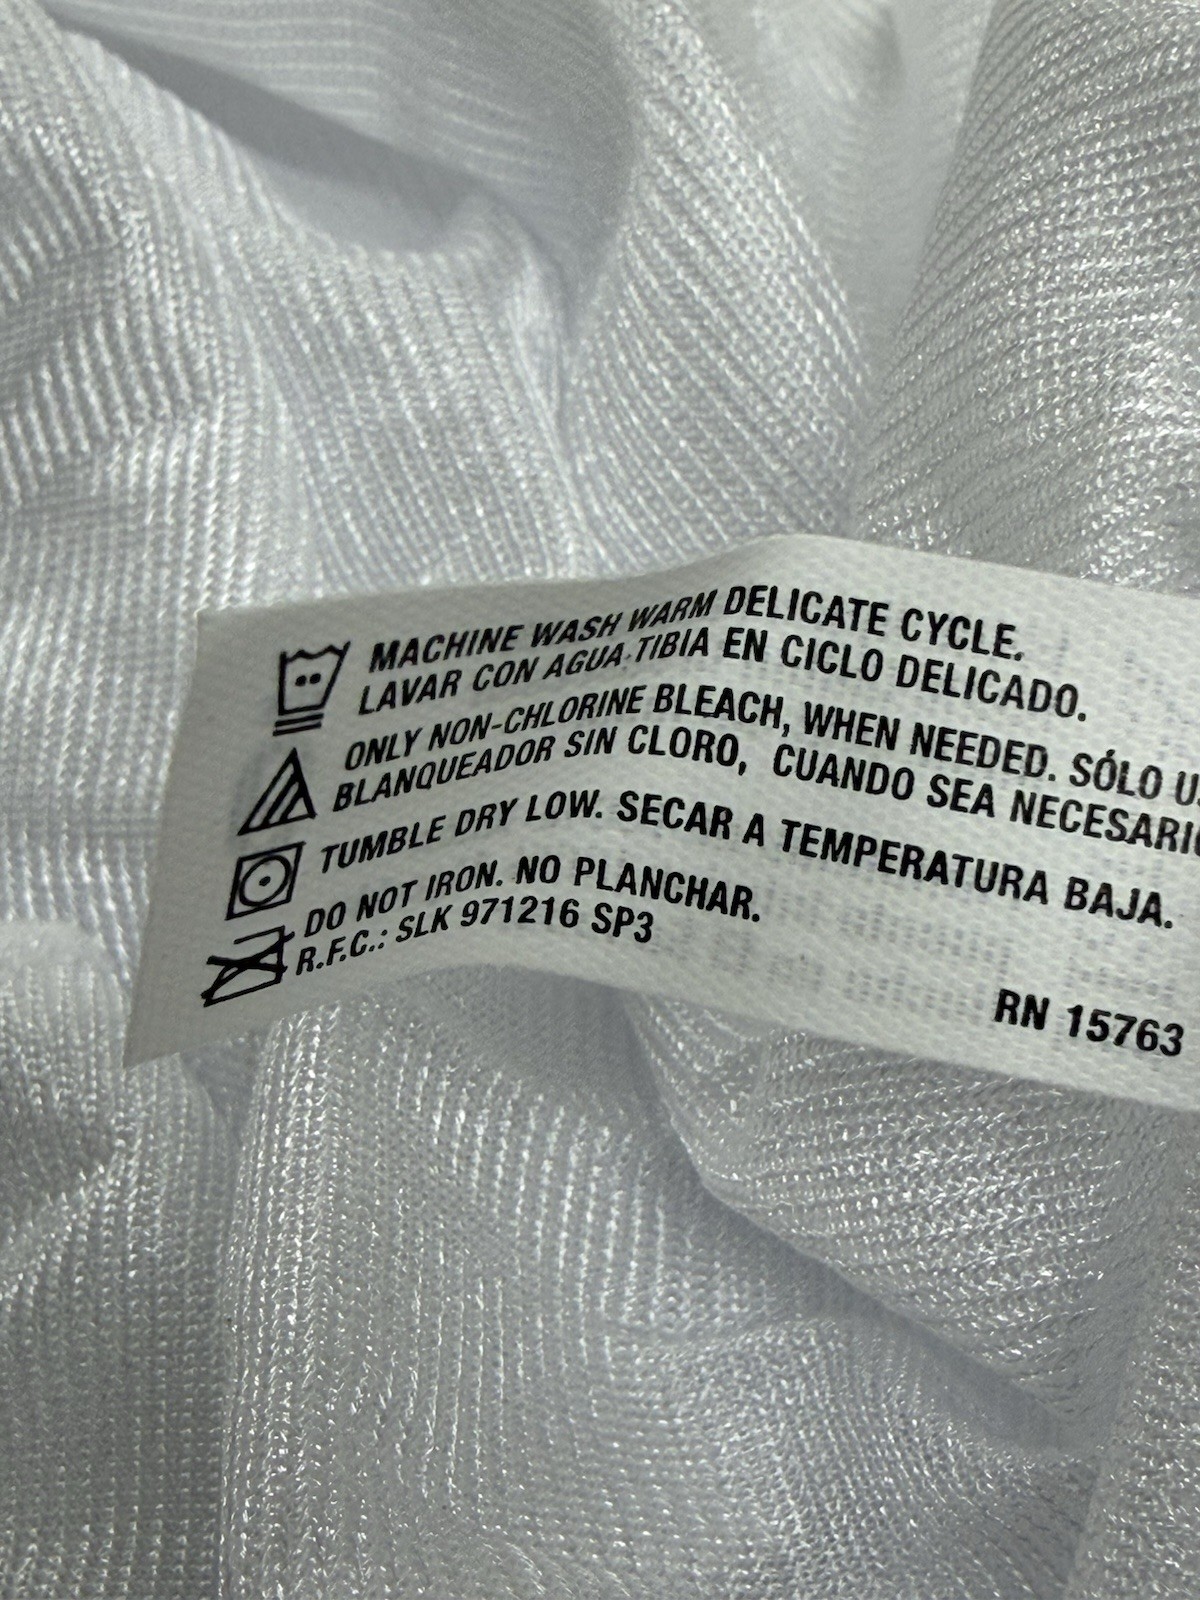 MACHINE WASH WARM DELICATE CYCLE.
LAVAR CON AGUA TIBIA EN CICLO DELICADO.
ONLY NON-CHLORINE BLEACH, WHEN NEEDED. SÓLO
BLANQUEADOR SIN CLORO, CUANDO SEA
TUMBLE DRY LOW. SECAR A TEMPERATURA BAJA.
DO NOT IRON. NO PLANCHAR.
R.F.C.: SLK 971216 SP3
RN 15763